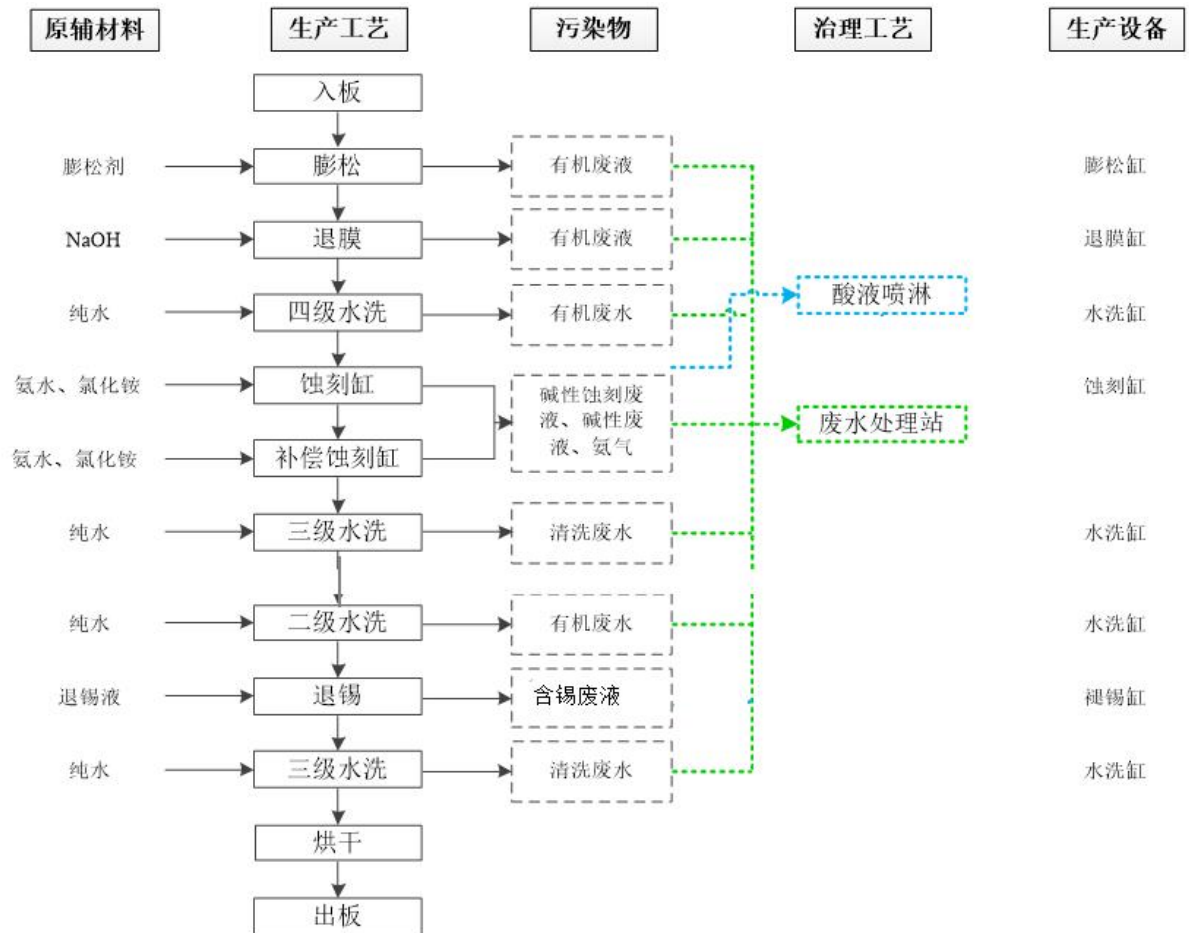 原辅材料
生产工艺
污染物
治理工艺
生产设备
入板
膨松剂
膨松
有机废液
膨松缸
NaOH
退膜
有机废液
退膜缸
酸液喷淋
纯水
四级水洗
有机废水
水洗缸
氨水、氯化铵
蚀刻缸
碱性蚀刻废
液、碱性废
液、氨气
蚀刻缸
废水处理站
氨水、氯化铵
补偿蚀刻缸
纯水
三级水洗
清洗废水
水洗缸
纯水
二级水洗
有机废水
水洗缸
退锡液
退锡
含锡废液
褪锡缸
纯水
三级水洗
清洗废水
水洗缸
烘干
出板